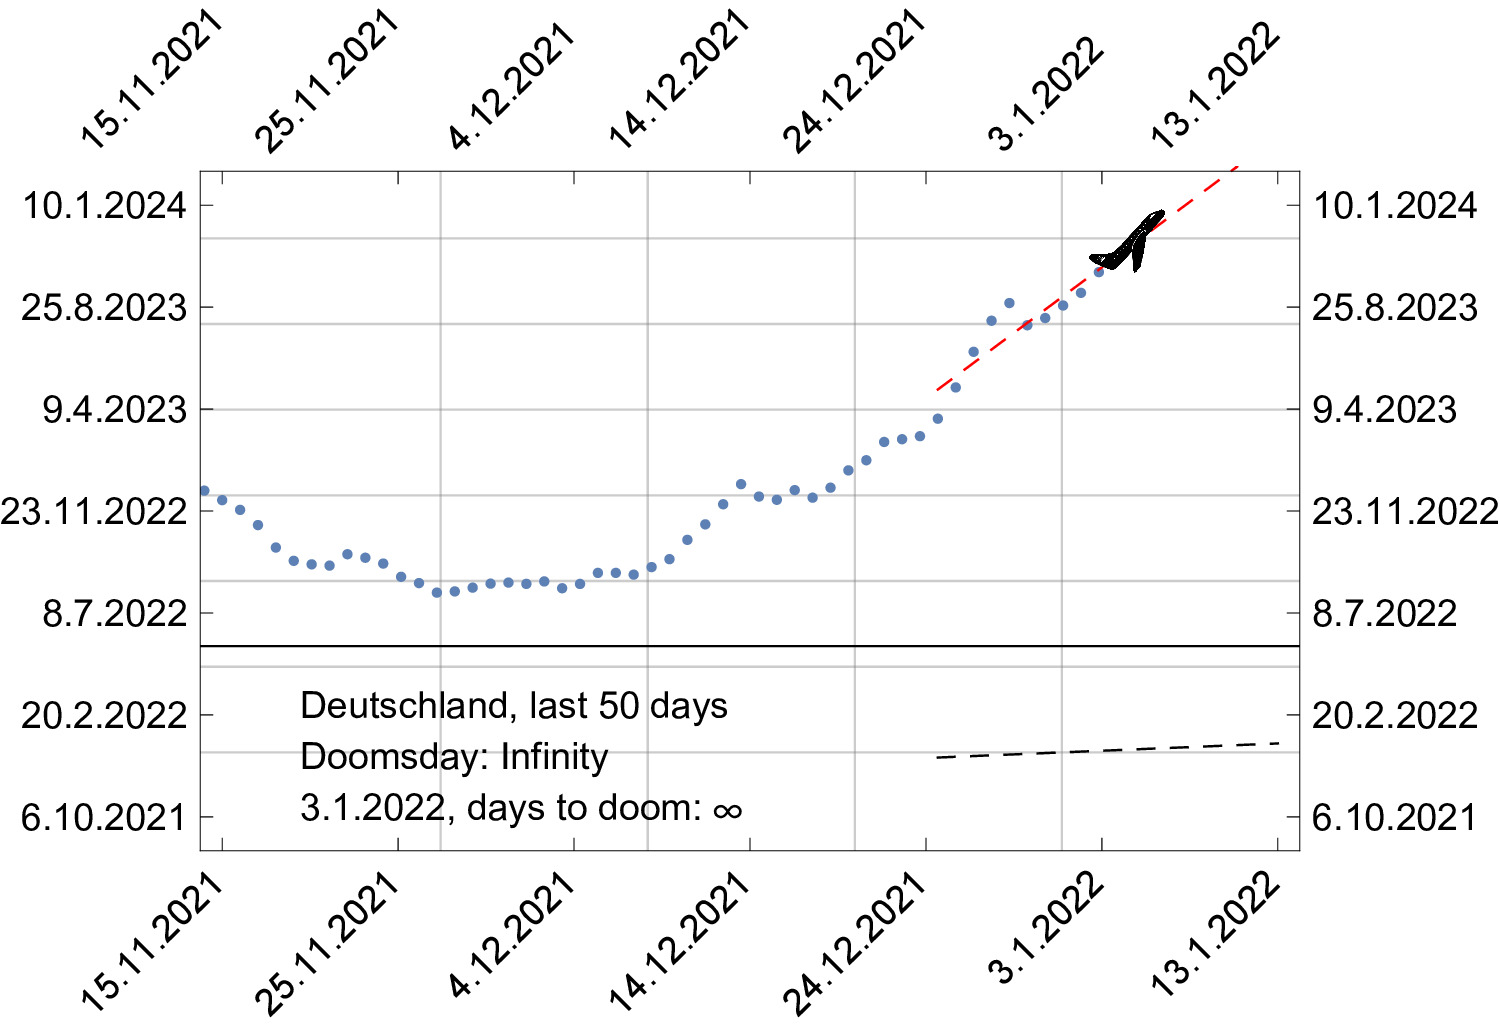 15.11.2021 25.11.2021 4.12.2021 14.12.2021 24.12.2021 3.1.2022 13.1.2022
10.1.2024 10.1.2024
25.8.2023 25.8.2023
9.4.2023 9.4.2023
23.11.2022 23.11.2022
8.7.2022 8.7.2022
Deutschland, last 50 days
20.2.2022 20.2.2022
Doomsday: Infinity
3.1.2022, days to doom: ∞
6.10.2021 6.10.2021
15.11.2021 25.11.2021 4.12.2021 14.12.2021 24.12.2021 3.1.2022 13.1.2022